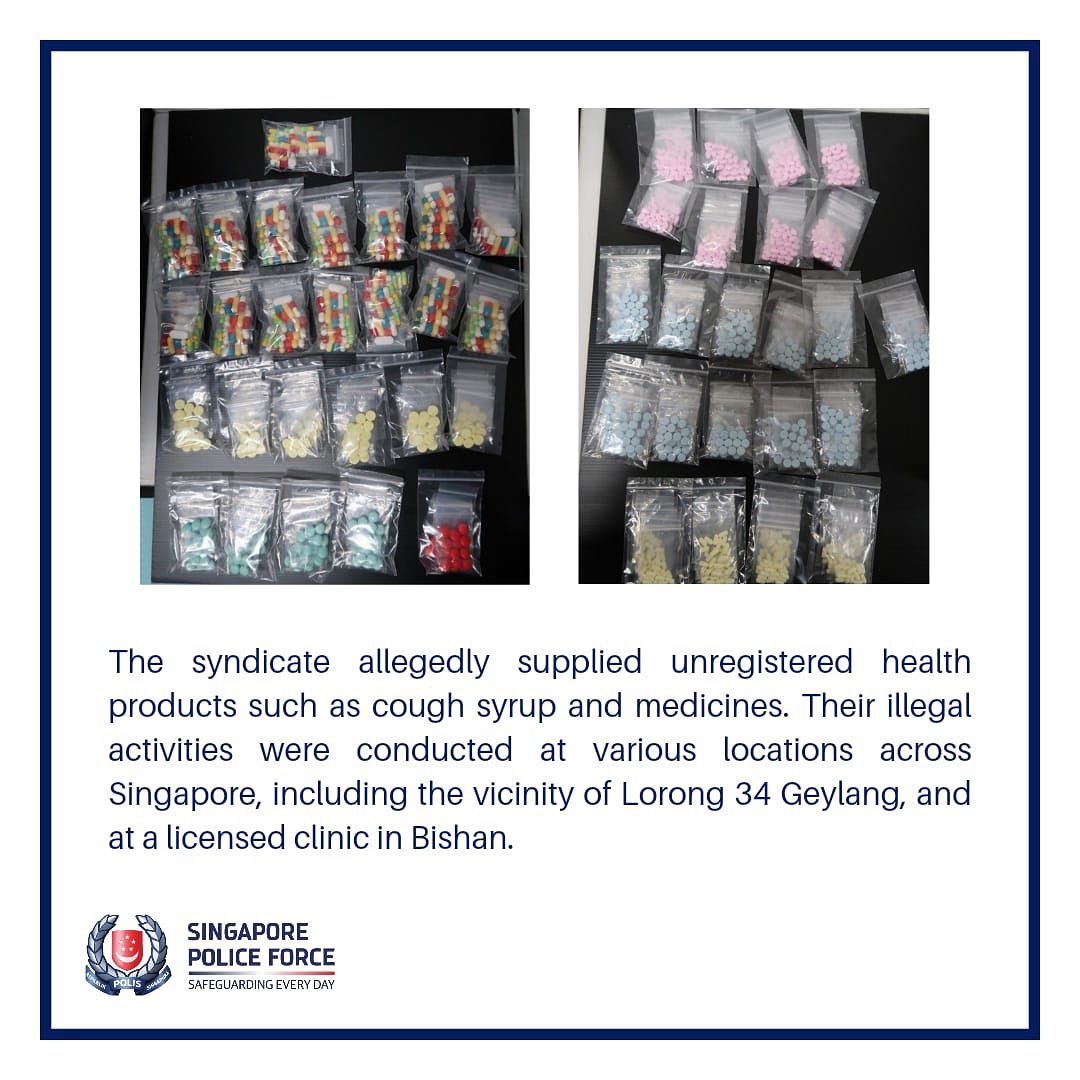 The syndicate allegedly supplied unregistered health
products such as cough syrup and medicines. Their illegal
activities were conducted at various locations across
Singapore, including the vicinity of Lorong 34 Geylang, and
at a licensed clinic in Bishan.
SINGAPORE
POLICE FORCE
SAFEGUARDING EVERY DAY
POLIS